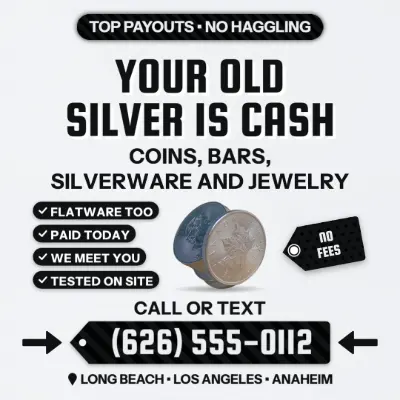 TOP PAYOUTS • NO HAGGLING
YOUR OLD
SILVER IS CASH
COINS, BARS,
SILVERWARE AND JEWELRY
FLATWARE TOO
PAID TODAY
WE MEET YOU
TESTED ON SITE
NO
FEES
CALL OR TEXT
(626) 555-0112
LONG BEACH • LOS ANGELES • ANAHEIM